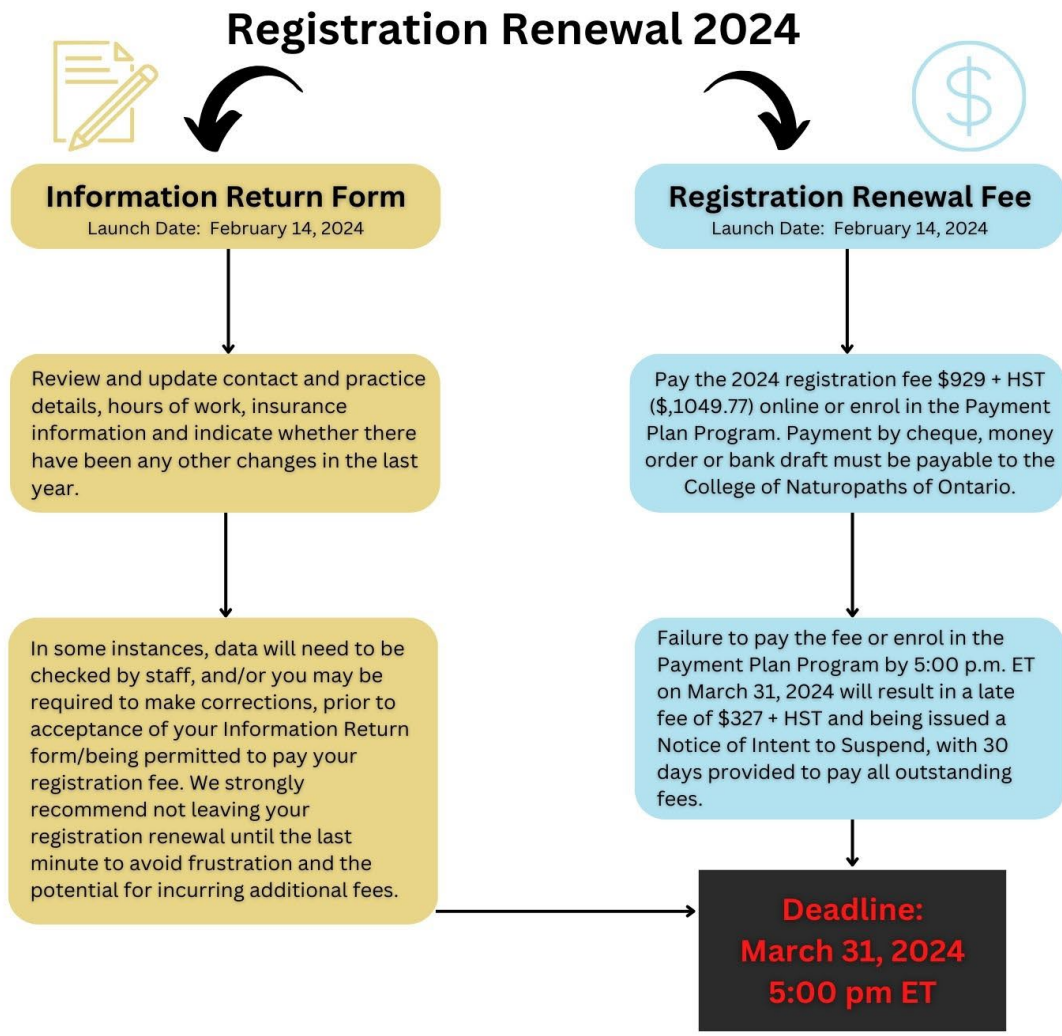 Registration Renewal 2024
Information Return Form
Launch Date:  February 14, 2024
Review and update contact and practice
details, hours of work, insurance
information and indicate whether there
have been any other changes in the last
year.
In some instances, data will need to be
checked by staff, and/or you may be
required to make corrections, prior to
acceptance of your Information Return
form/being permitted to pay your
registration fee. We strongly
recommend not leaving your
registration renewal until the last
minute to avoid frustration and the
potential for incurring additional fees.
Registration Renewal Fee
Launch Date:  February 14, 2024
Pay the 2024 registration fee $929 + HST
($,1049.77) online or enrol in the Payment
Plan Program. Payment by cheque, money
order or bank draft must be payable to the
College of Naturopaths of Ontario.
Failure to pay the fee or enrol in the
Payment Plan Program by 5:00 p.m. ET
on March 31, 2024 will result in a late
fee of $327 + HST and being issued a
Notice of Intent to Suspend, with 30
days provided to pay all outstanding
fees.
Deadline:
March 31, 2024
5:00 pm ET